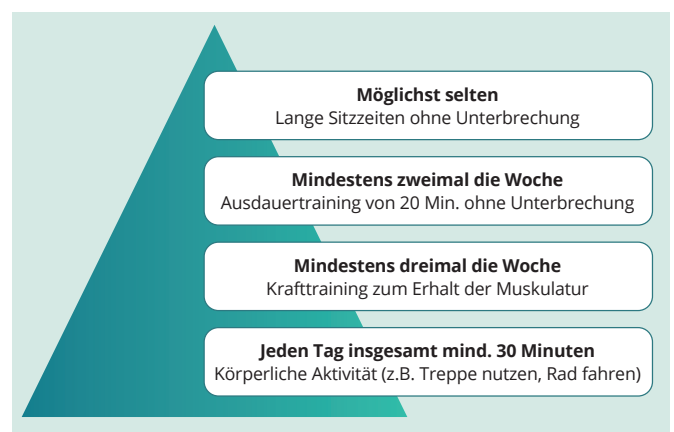 Möglichst selten
Lange Sitzzeiten ohne Unterbrechung
Mindestens zweimal die Woche
Ausdauertraining von 20 Min. ohne Unterbrechung
Mindestens dreimal die Woche
Krafttraining zum Erhalt der Muskulatur
Jeden Tag insgesamt mind. 30 Minuten
Körperliche Aktivität (z.B. Treppe nutzen, Rad fahren)